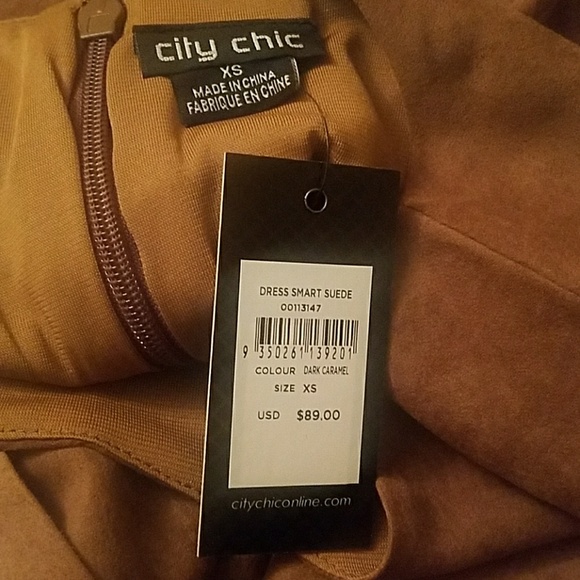 city chic
XS
MADE IN CHINA
FABRIQUE EN CHINE
DRESS SMART SUEDE
00113147
9 350261 139201
COLOUR DARK CARAMEL
SIZE XS
USD $89.00
citychiconline.com